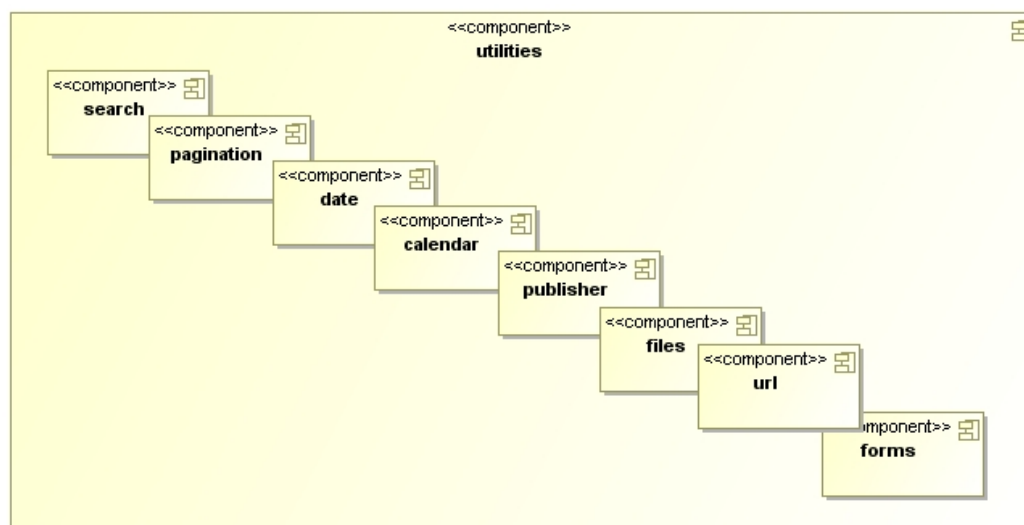 <<component>>
utilities
<<component>>
search
<<component>>
pagination
<<component>>
date
<<component>>
calendar
<<component>>
publisher
<<component>>
files
<<component>>
url
mponent>>
forms